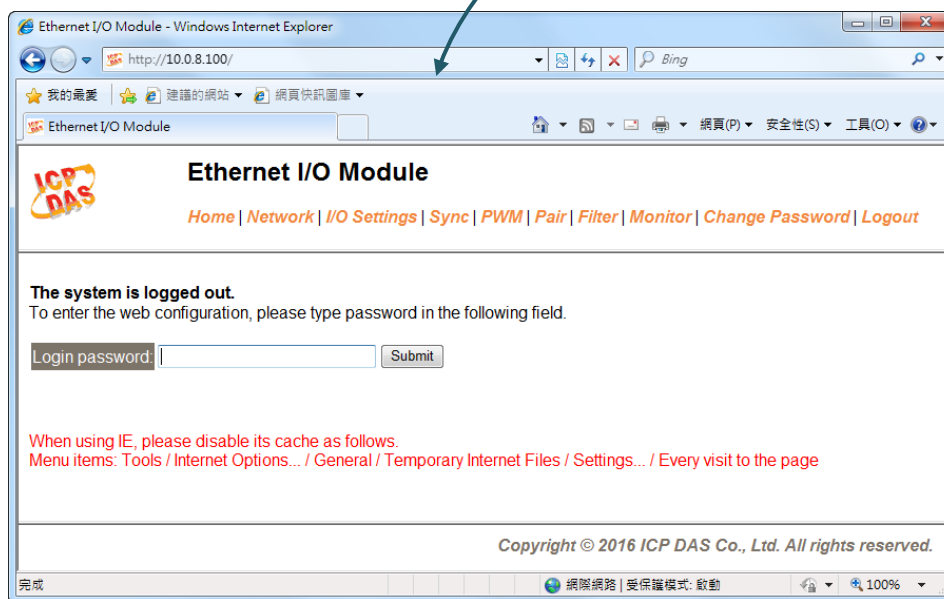 Ethernet I/O Module - Windows Internet Explorer
http://10.0.8.100/
Bing
我的最愛 建議的網站 網頁快訊圖庫
Ethernet I/O Module 網頁(P) 安全性(S) 工具(O)
ICP DAS
Ethernet I/O Module
Home | Network | I/O Settings | Sync | PWM | Pair | Filter | Monitor | Change Password | Logout
The system is logged out.
To enter the web configuration, please type password in the following field.
Login password: Submit
When using IE, please disable its cache as follows.
Menu items: Tools / Internet Options... / General / Temporary Internet Files / Settings... / Every visit to the page
Copyright © 2016 ICP DAS Co., Ltd. All rights reserved.
完成 網際網路 | 受保護模式: 啟動 100%